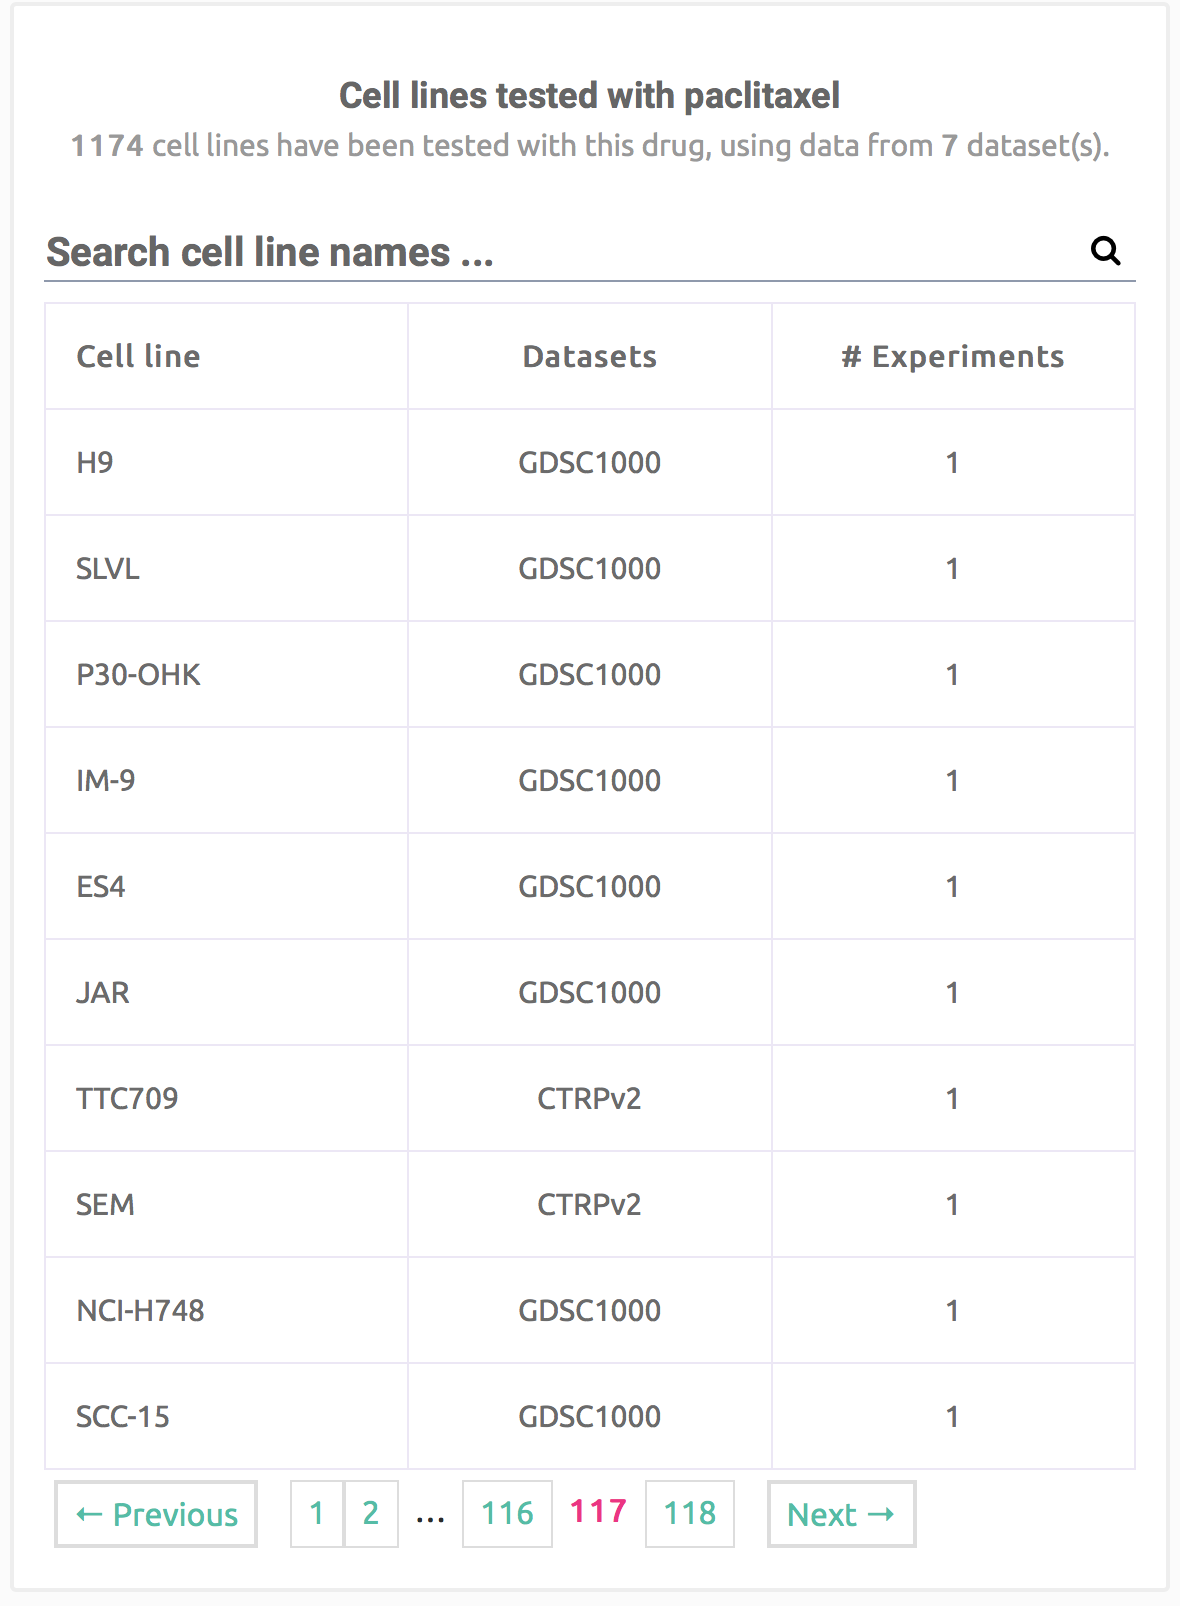 Cell lines tested with paclitaxel
1174 cell lines have been tested with this drug, using data from 7 dataset(s).
Search cell line names ...
Cell line Datasets # Experiments
H9 GDSC1000 1
SLVL GDSC1000 1
P30-OHK GDSC1000 1
IM-9 GDSC1000 1
ES4 GDSC1000 1
JAR GDSC1000 1
TTC709 CTRPv2 1
SEM CTRPv2 1
NCI-H748 GDSC1000 1
SCC-15 GDSC1000 1
← Previous 1 2 ... 116 117 118 Next →